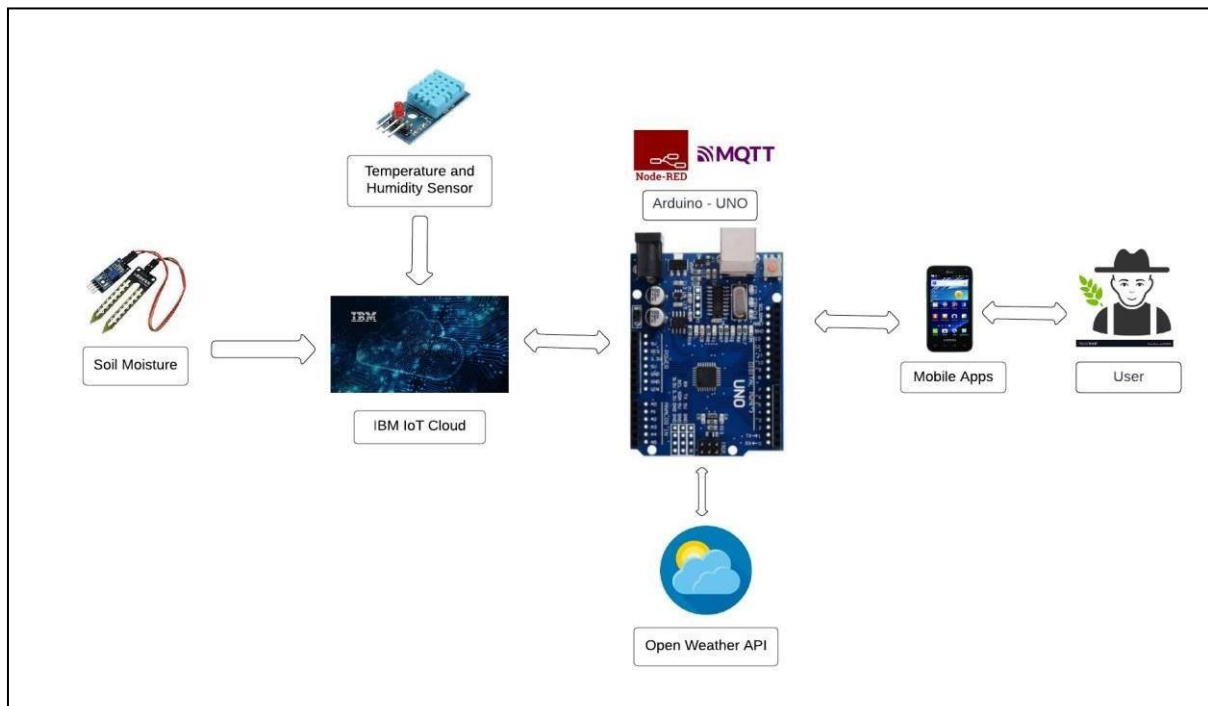 Temperature and
Humidity Sensor
Node-RED
MQTT
Arduino - UNO
IBM
Soil Moisture
IBM IoT Cloud
UNO
Mobile Apps
User
Open Weather API